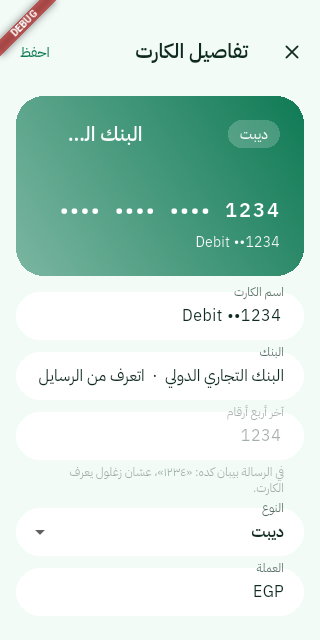 DEBUG
تفاصيل الكارت
احفظ
ديبت
البنك الـ...
•••• •••• •••• 1234
Debit ••1234
اسم الكارت
Debit ••1234
البنك
البنك التجاري الدولي · اتعرف من الرسايل
آخر أربع أرقام
1234
في الرسالة بيبان كده: «١٢٣٤»، عشان زغلول يعرف
الكارت.
النوع
ديبت
العملة
EGP